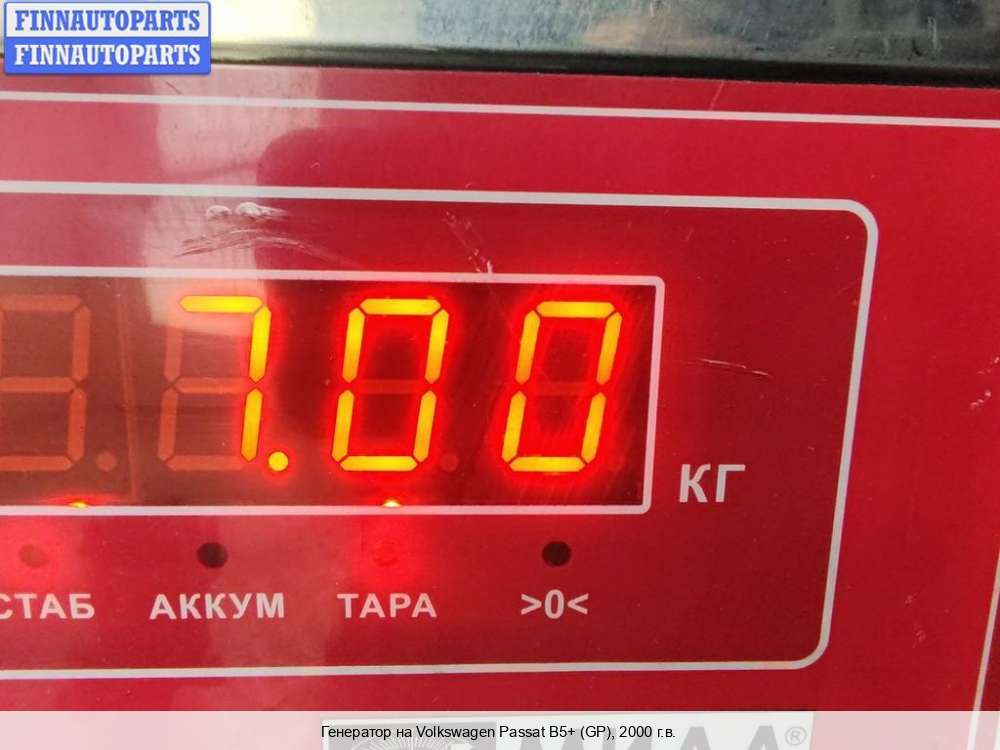 FINNAUTOPARTS
FINNAUTOPARTS
7.00
КГ
СТАБ АККУМ ТАРА >0<
Генератор на Volkswagen Passat B5+ (GP), 2000 г.в.